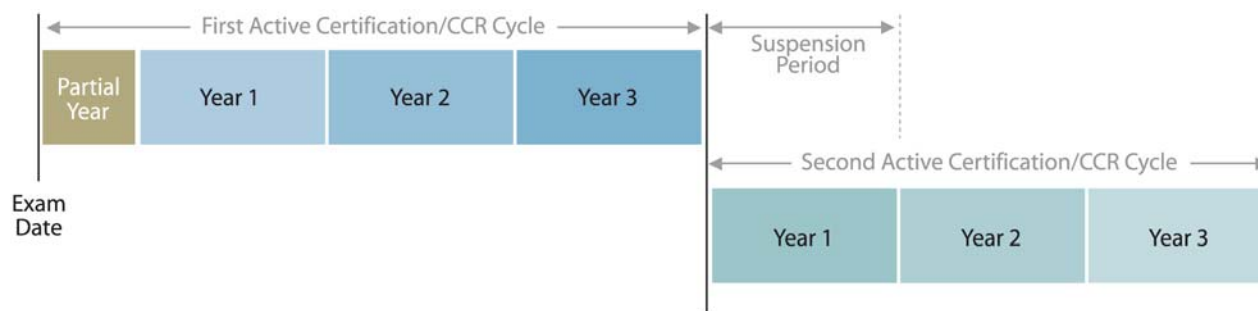 First Active Certification/CCR Cycle
Suspension
Period
Partial
Year
Year 1
Year 2
Year 3
Second Active Certification/CCR Cycle
Exam
Date
Year 1
Year 2
Year 3